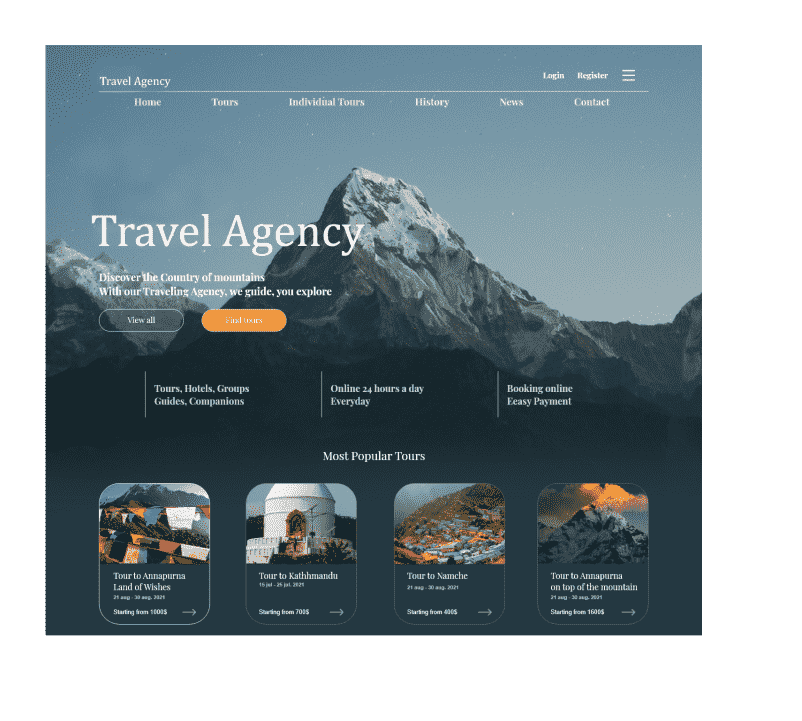 Travel Agency
Login Register
Home Tours Individual Tours History News Contact
Travel Agency
Discover the Country of mountains
With our Traveling Agency, we guide, you explore
View all
Find tours
Tours, Hotels, Groups
Guides, Companions
Online 24 hours a day
Everyday
Booking online
Eeasy Payment
Most Popular Tours
Tour to Annapurna
Land of Wishes
21 aug - 30 aug. 2021
Starting from 1000$
Tour to Kathhmandu
15 jul - 25 jul. 2021
Starting from 700$
Tour to Namche
21 aug - 30 aug. 2021
Starting from 400$
Tour to Annapurna
on top of the mountain
21 aug - 30 aug. 2021
Starting from 1600$